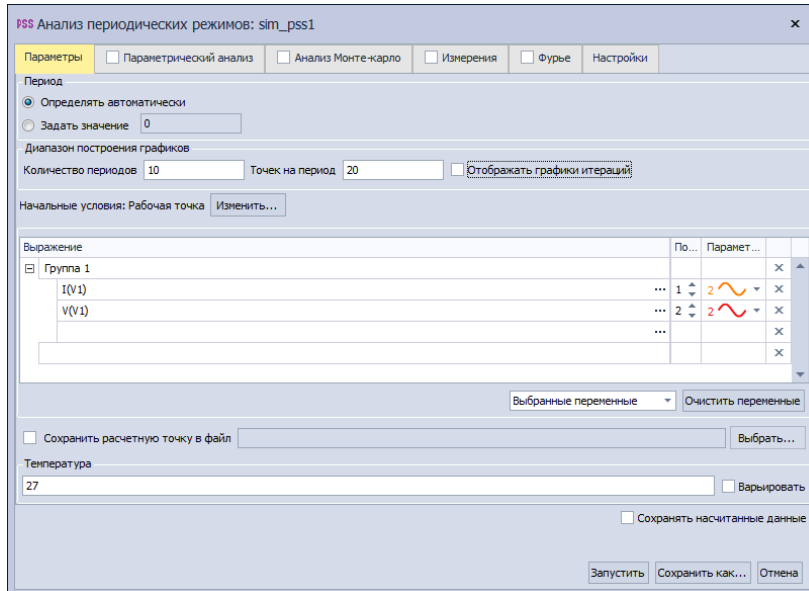 PSS Анализ периодических режимов: sim_pss1
Параметры Параметрический анализ Анализ Монте-карло Измерения Фурье Настройки
Период
Определять автоматически
Задать значение 0
Диапазон построения графиков
Количество периодов 10 Точек на период 20 Отображать графики итераций
Начальные условия: Рабочая точка Изменить...
Выражение По... Парамет...
Группа 1
I(V1) ... 1 2
V(V1) ... 2 2
...
Выбранные переменные Очистить переменные
Сохранить расчетную точку в файл Выбрать...
Температура
27 Варьировать
Сохранять насчитанные данные
Запустить Сохранить как... Отмена